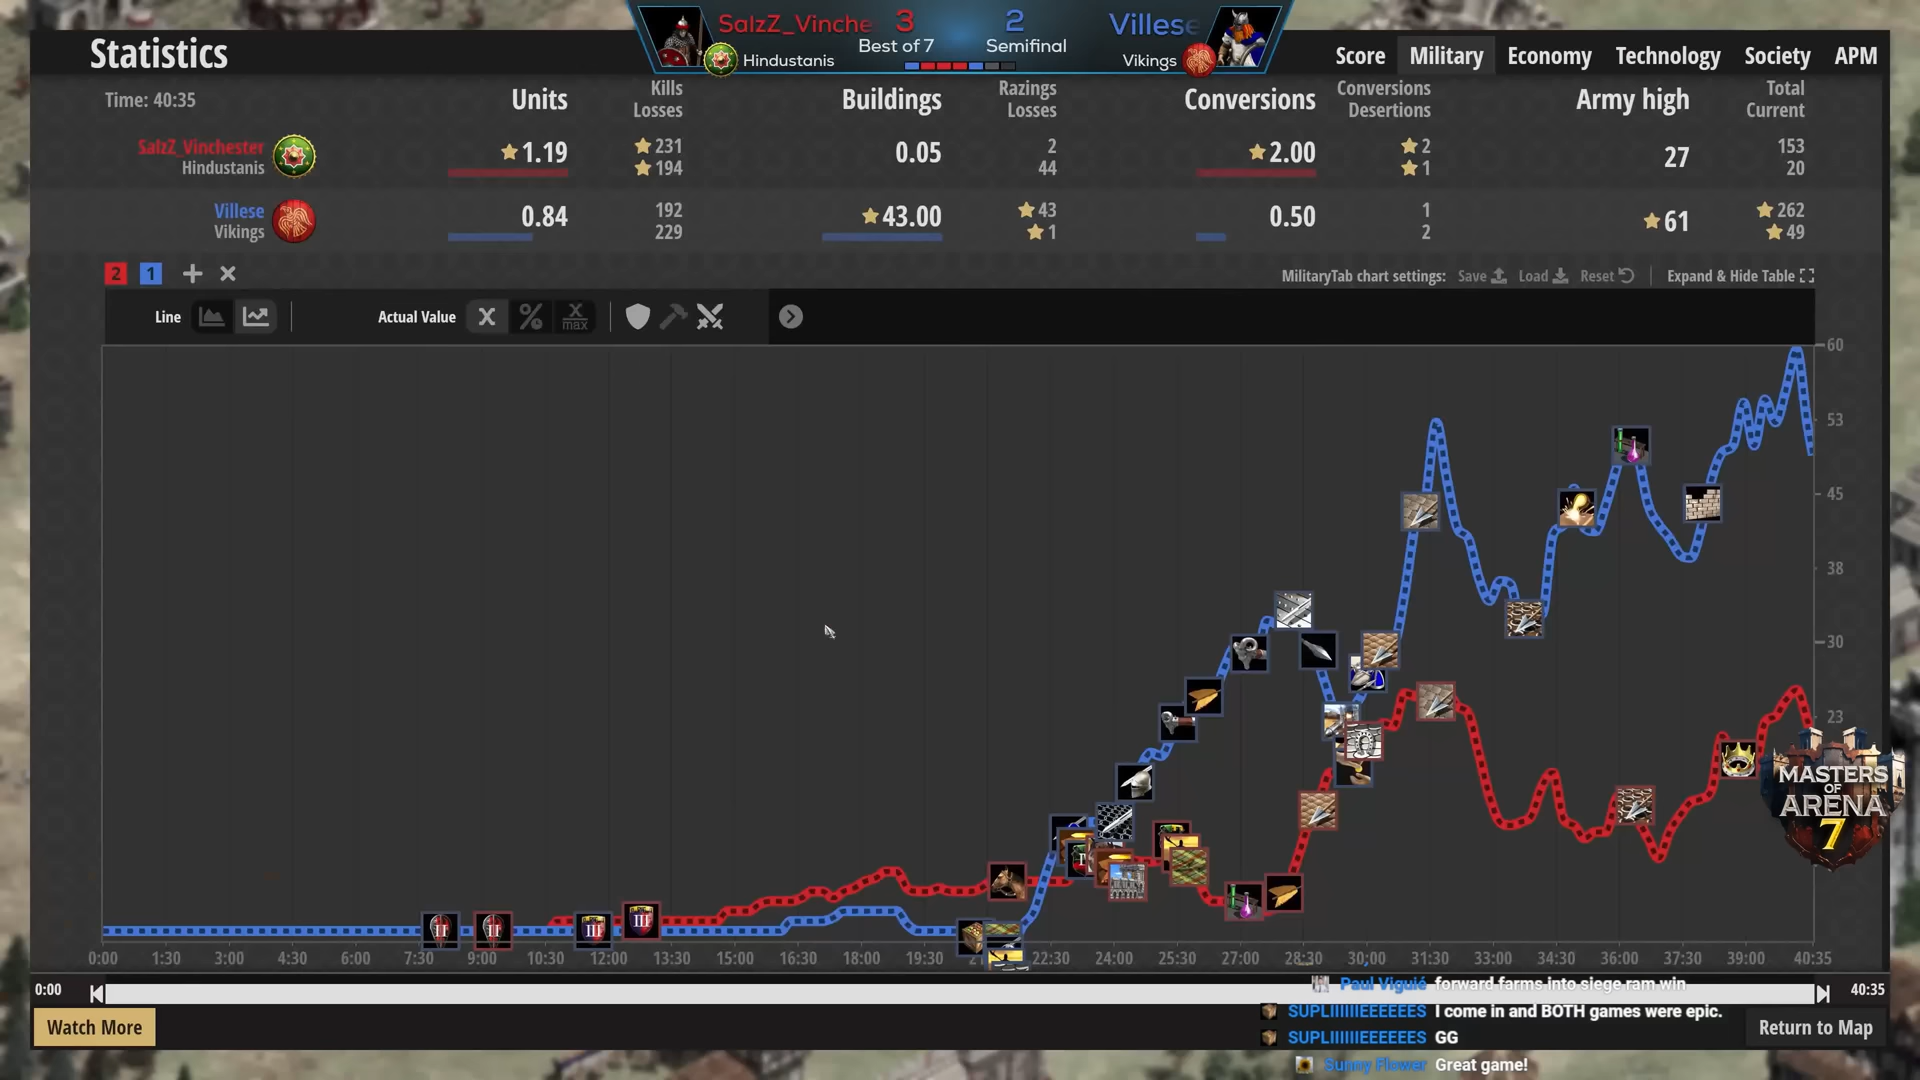 SalzZ_Vinche 3 2 Villese
Best of 7 Semifinal
Hindustanis Vikings
Statistics
Score Military Economy Technology Society APM
Time: 40:35
Units Kills Losses Buildings Razings Losses Conversions Conversions Desertions Army high Total Current
SalzZ_Vinchester
Hindustanis
1.19 231 194 0.05 2 44 2.00 2 1 27 153 20
Villese
Vikings
0.84 192 229 43.00 43 1 0.50 1 2 61 262 49
2 1
MilitaryTab chart settings: Save Load Reset Expand & Hide Table
Line Actual Value X % X max
60
53
45
38
30
23
II II III III
0:00 1:30 3:00 4:30 6:00 7:30 9:00 10:30 12:00 13:30 15:00 16:30 18:00 19:30 22:30 24:00 25:30 27:00 28:30 30:00 31:30 33:00 34:30 36:00 37:30 39:00 40:35
MASTERS
OF
ARENA
7
0:00 40:35
Paul Viguié forward farms into siege ram win
SUPLIIIIIIEEEEEES I come in and BOTH games were epic.
SUPLIIIIIIEEEEEES GG
Sunny Flower Great game!
Watch More
Return to Map